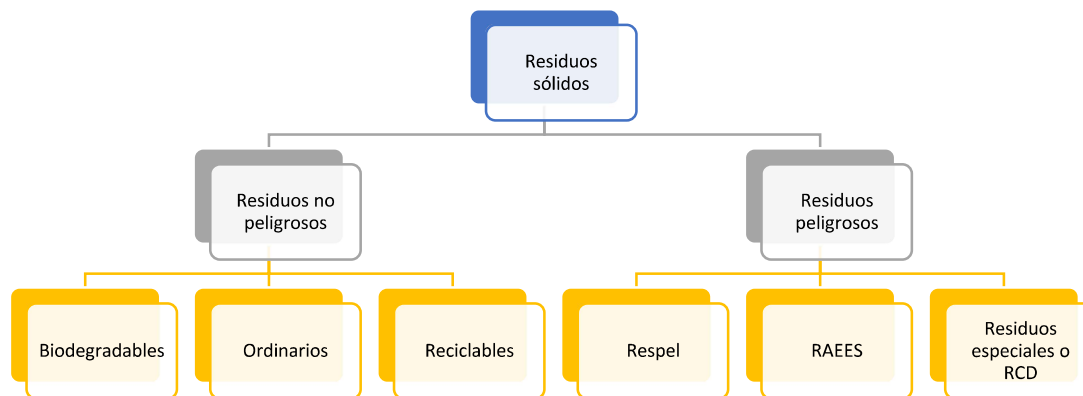 Residuos
sólidos
Residuos no
peligrosos
Residuos
peligrosos
Biodegradables
Ordinarios
Reciclables
Respel
RAEES
Residuos
especiales o
RCD